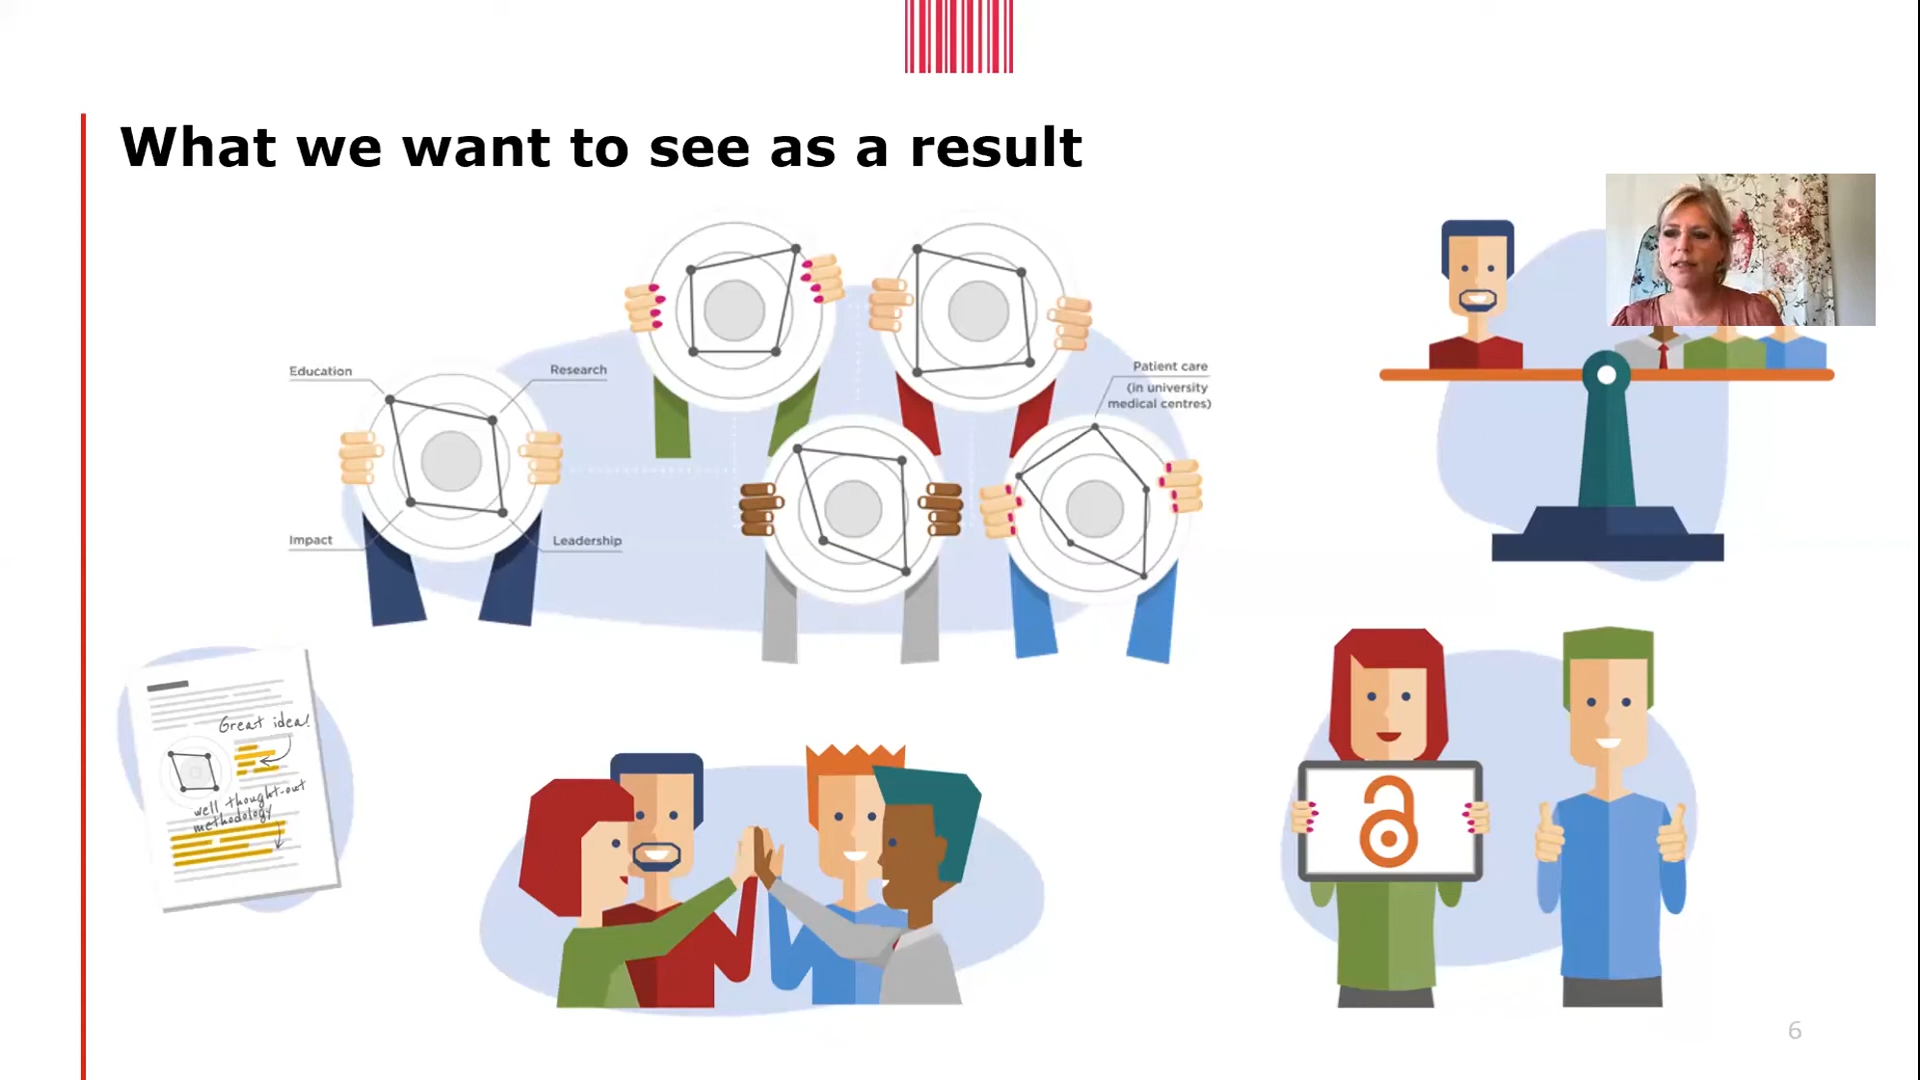 What we want to see as a result
Education
Research
Impact
Leadership
Patient care
(in university
medical centres)
Great idea!
well thought-out
methodology
6